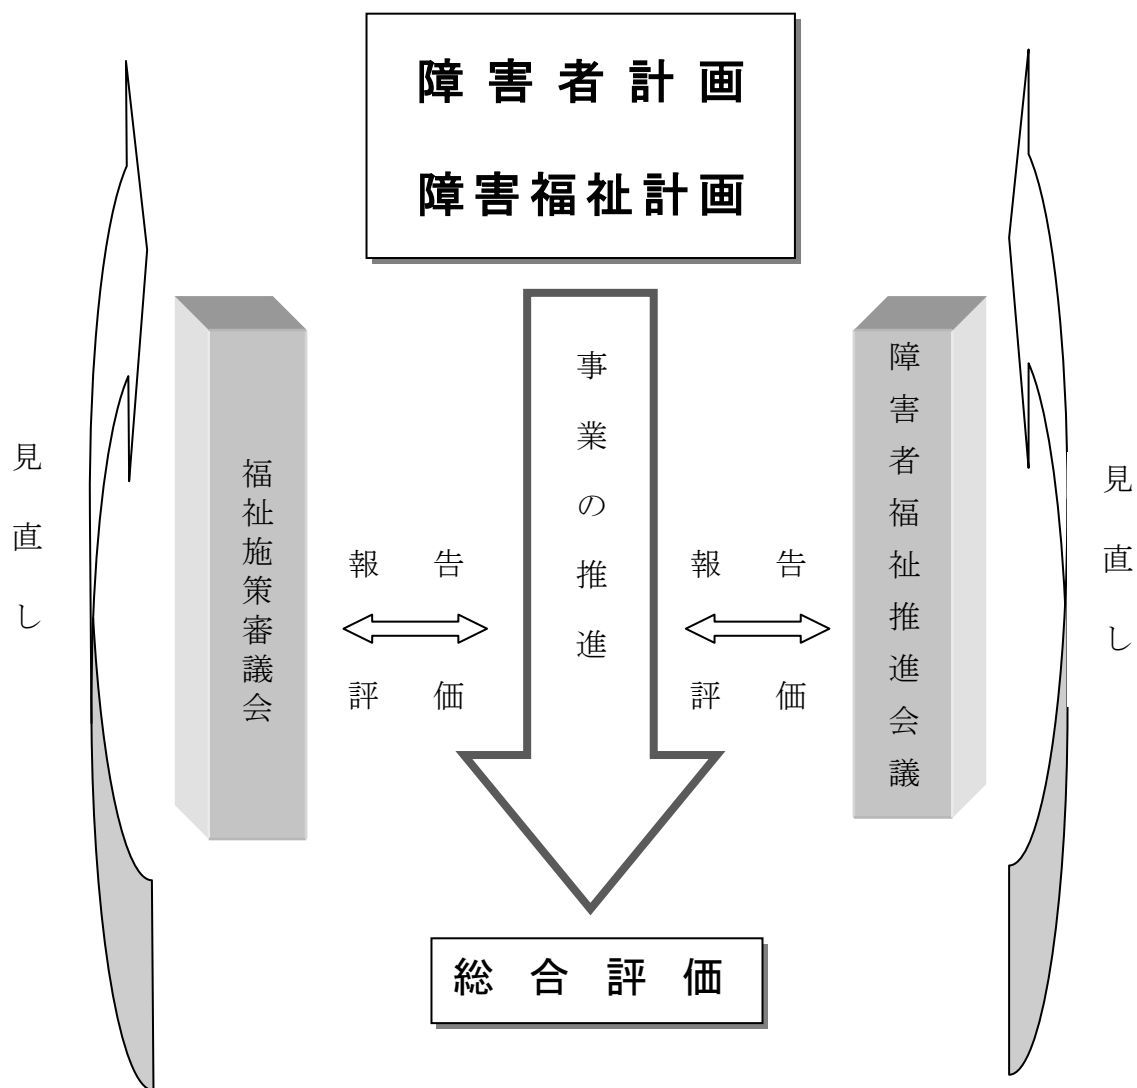 障害者計画
障害福祉計画
見直し
福祉施策審議会
報告
評価
事業の推進
報告
評価
障害者福祉推進会議
見直し
総合評価